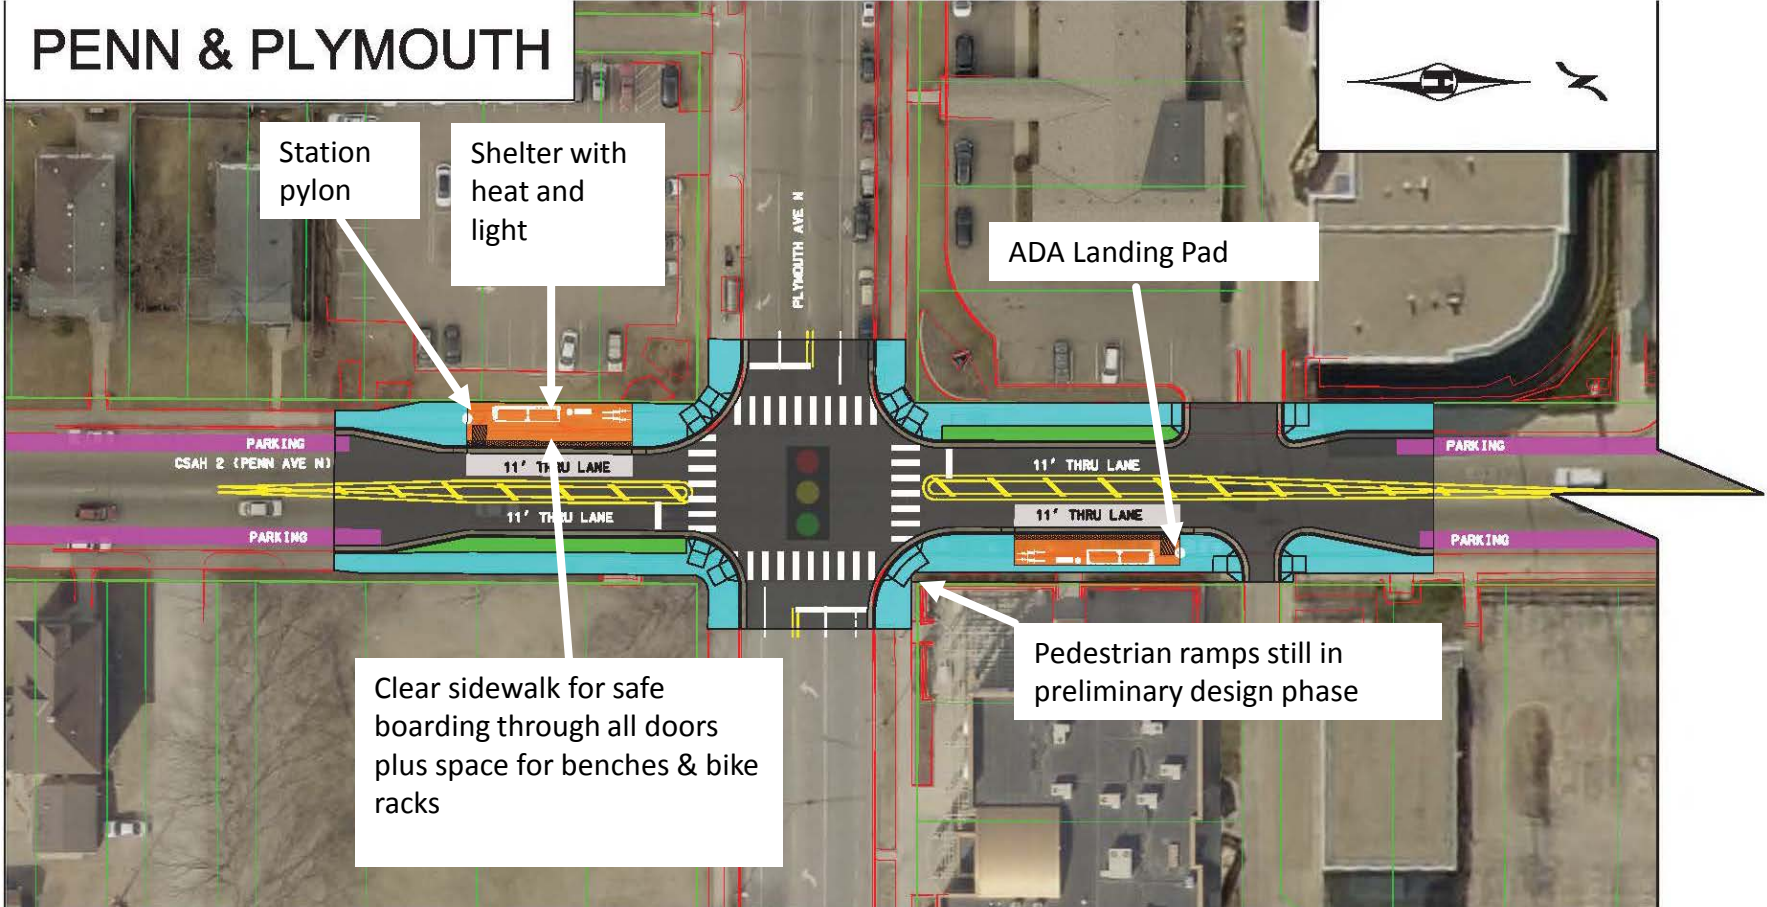 PENN & PLYMOUTH
Station
pylon
Shelter with
heat and
light
PLYMOUTH AVE N
ADA Landing Pad
PARKING
CSAH 2 (PENN AVE N)
11' THRU LANE
11' THRU LANE
PARKING
11' THRU LANE
11' THRU LANE
PARKING
PARKING
Clear sidewalk for safe
boarding through all doors
plus space for benches & bike
racks
Pedestrian ramps still in
preliminary design phase
H
N